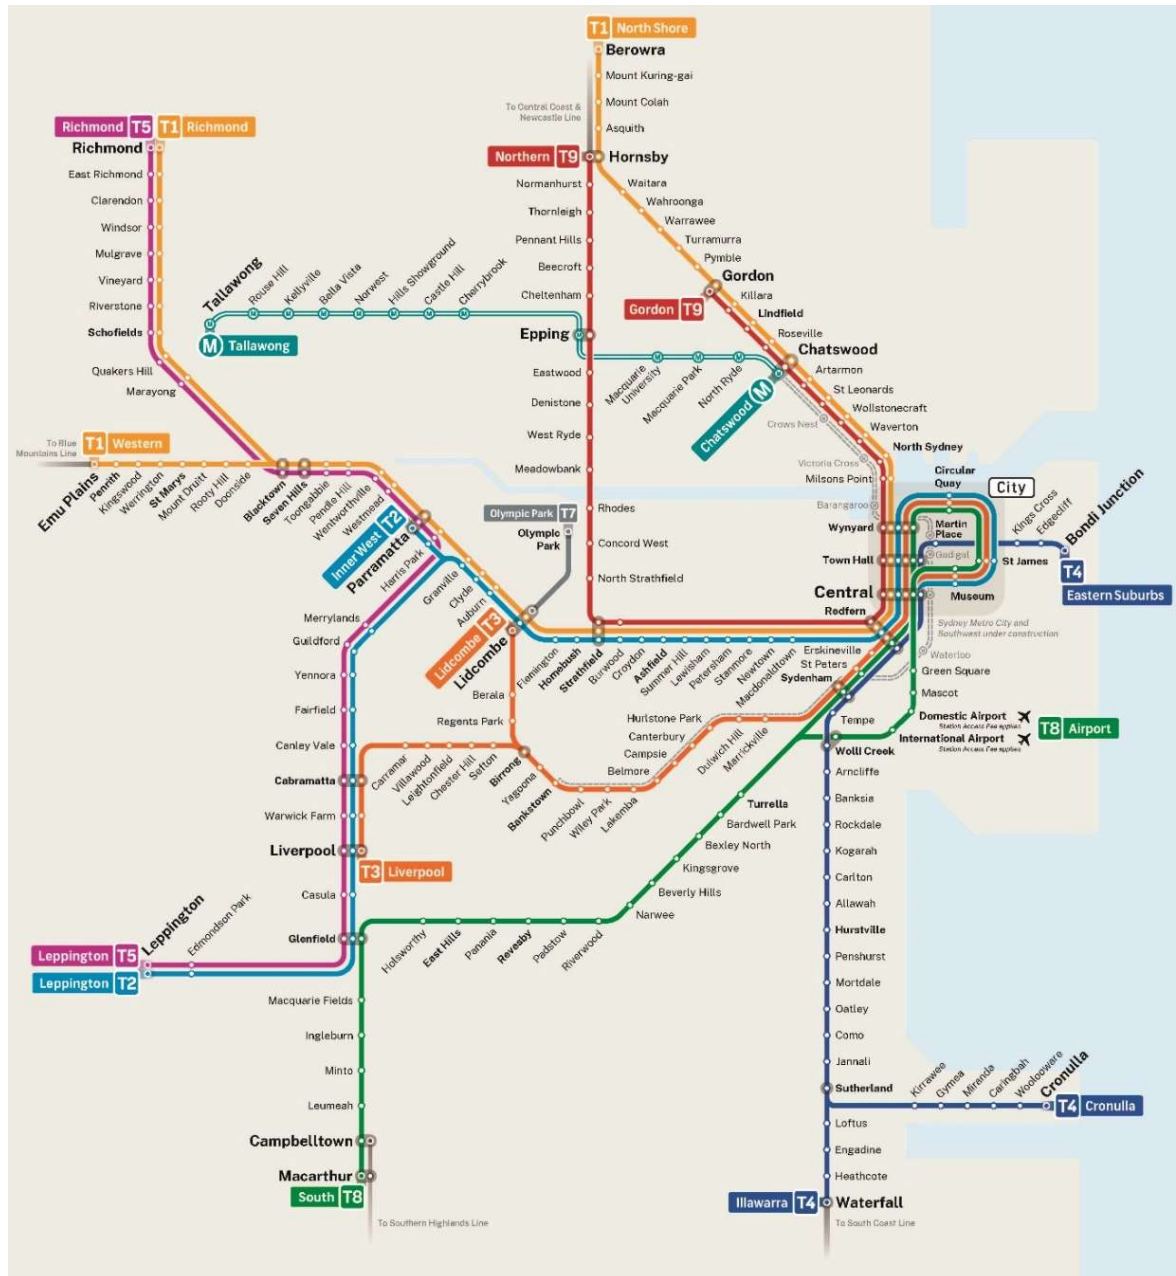 T1 North Shore
Berowra
Mount Kuring-gai
Mount Colah
Asquith
To Central Coast &
Newcastle Line
Northern T9
Hornsby
Richmond T5
T1 Richmond
Richmond
East Richmond
Clarendon
Windsor
Mulgrave
Vineyard
Riverstone
Schofields
Quakers Hill
Marayong
Normanhurst
Thornleigh
Pennant Hills
Beecroft
Cheltenham
Epping
Eastwood
Denistone
West Ryde
Meadowbank
Rhodes
Concord West
North Strathfield
Waitara
Wahroonga
Warrawee
Turramurra
Pymble
Gordon
Gordon T9
Killara
Lindfield
Roseville
Chatswood
Artarmon
St Leonards
Wollstonecraft
Waverton
North Sydney
Milsons Point
Tallawong
M Tallawong
Rouse Hill
Kellyville
Bella Vista
Norwest
Hills Showground
Castle Hill
Cherrybrook
Macquarie
University
Macquarie Park
North Ryde
Chatswood M
Crows Nest
Victoria Cross
Barangaroo
To Blue
Mountains Line
T1 Western
Emu Plains
Penrith
Kingswood
Werrington
St Marys
Mount Druitt
Rooty Hill
Doonside
Blacktown
Seven Hills
Toongabbie
Pendle Hill
Wentworthville
Westmead
Inner West T2
Parramatta
Harris Park
Granville
Clyde
Auburn
Lidcombe T3
Lidcombe
Olympic Park T7
Olympic
Park
Flemington
Homebush
Strathfield
Burwood
Croydon
Ashfield
Summer Hill
Lewisham
Petersham
Stanmore
Newtown
Macdonaldtown
Circular
Quay
City
Wynyard
Martin
Place
Town Hall
Gadigal
St James
Central
Museum
Redfern
Kings Cross
Edgecliff
Bondi Junction
T4
Eastern Suburbs
Sydney Metro City and
Southwest under construction
Waterloo
Erskineville
St Peters
Sydenham
Green Square
Mascot
Domestic Airport
Station Access Fee applies
International Airport
Station Access Fee applies
T8 Airport
Tempe
Wolli Creek
Merrylands
Guildford
Yennora
Fairfield
Canley Vale
Cabramatta
Warwick Farm
Liverpool
T3 Liverpool
Casula
Glenfield
Berala
Regents Park
Carramar
Villawood
Leightonfield
Chester Hill
Sefton
Birrong
Yagoona
Bankstown
Punchbowl
Wiley Park
Lakemba
Belmore
Campsie
Canterbury
Hurlstone Park
Dulwich Hill
Marrickville
Turrella
Bardwell Park
Bexley North
Kingsgrove
Beverly Hills
Narwee
Riverwood
Padstow
Revesby
Panania
East Hills
Holsworthy
Leppington
Edmondson Park
Leppington T5
Leppington T2
Macquarie Fields
Ingleburn
Minto
Leumeah
Campbelltown
Macarthur
South T8
To Southern Highlands Line
Arncliffe
Banksia
Rockdale
Kogarah
Carlton
Allawah
Hurstville
Penshurst
Mortdale
Oatley
Como
Jannali
Sutherland
Kirrawee
Gymea
Miranda
Caringbah
Woolooware
Cronulla
T4 Cronulla
Loftus
Engadine
Heathcote
Illawarra T4
Waterfall
To South Coast Line